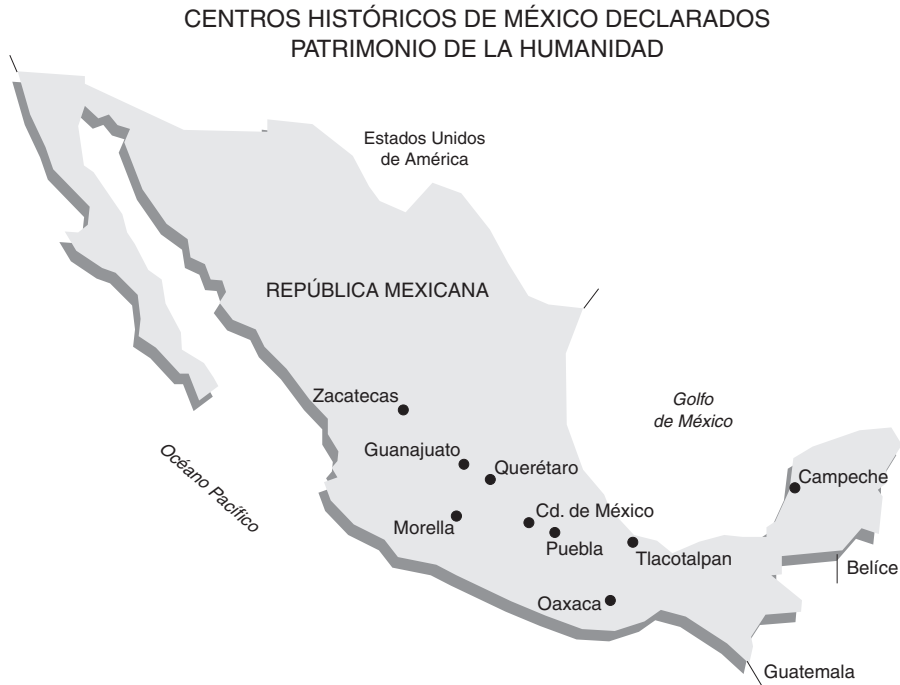 CENTROS HISTÓRICOS DE MÉXICO DECLARADOS
PATRIMONIO DE LA HUMANIDAD
Estados Unidos
de América
REPÚBLICA MEXICANA
Zacatecas
Golfo
de México
Guanajuato
Querétaro
Océano Pacífico
Campeche
Cd. de México
Morella
Puebla
Tlacotalpan
Belíce
Oaxaca
Guatemala